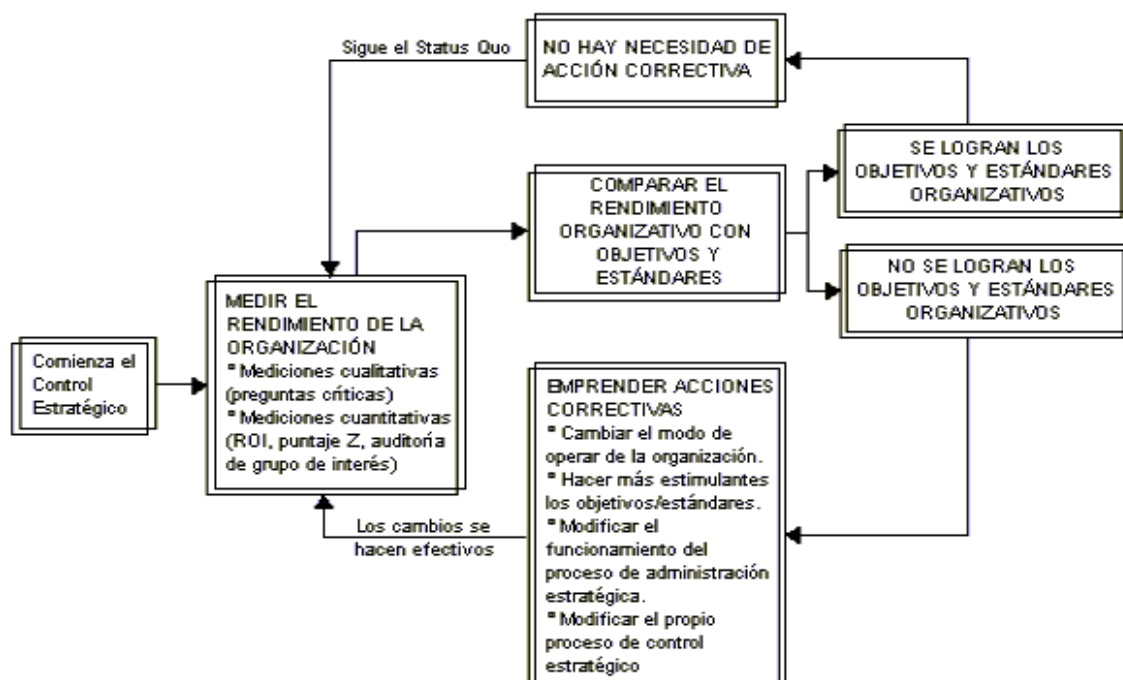 Sigue el Status Quo
NO HAY NECESIDAD DE
ACCIÓN CORRECTIVA
SE LOGRAN LOS
OBJETIVOS Y ESTÁNDARES
ORGANIZATIVOS
COMPARAR EL
RENDIMIENTO
ORGANIZATIVO CON
OBJETIVOS Y
ESTÁNDARES
NO SE LOGRAN LOS
OBJETIVOS Y ESTÁNDARES
ORGANIZATIVOS
Comienza el
Control
Estratégico
MEDIR EL
RENDIMIENTO DE LA
ORGANIZACIÓN
* Mediciones cualitativas
(preguntas críticas)
* Mediciones cuantitativas
(ROI, puntaje Z, auditoría
de grupo de interés)
Los cambios se
hacen efectivos
EMPRENDER ACCIONES
CORRECTIVAS
* Cambiar el modo de
operar de la organización.
* Hacer más estimulantes
los objetivos/estándares.
* Modificar el
funcionamiento del
proceso de administración
estratégica.
* Modificar el propio
proceso de control
estratégico